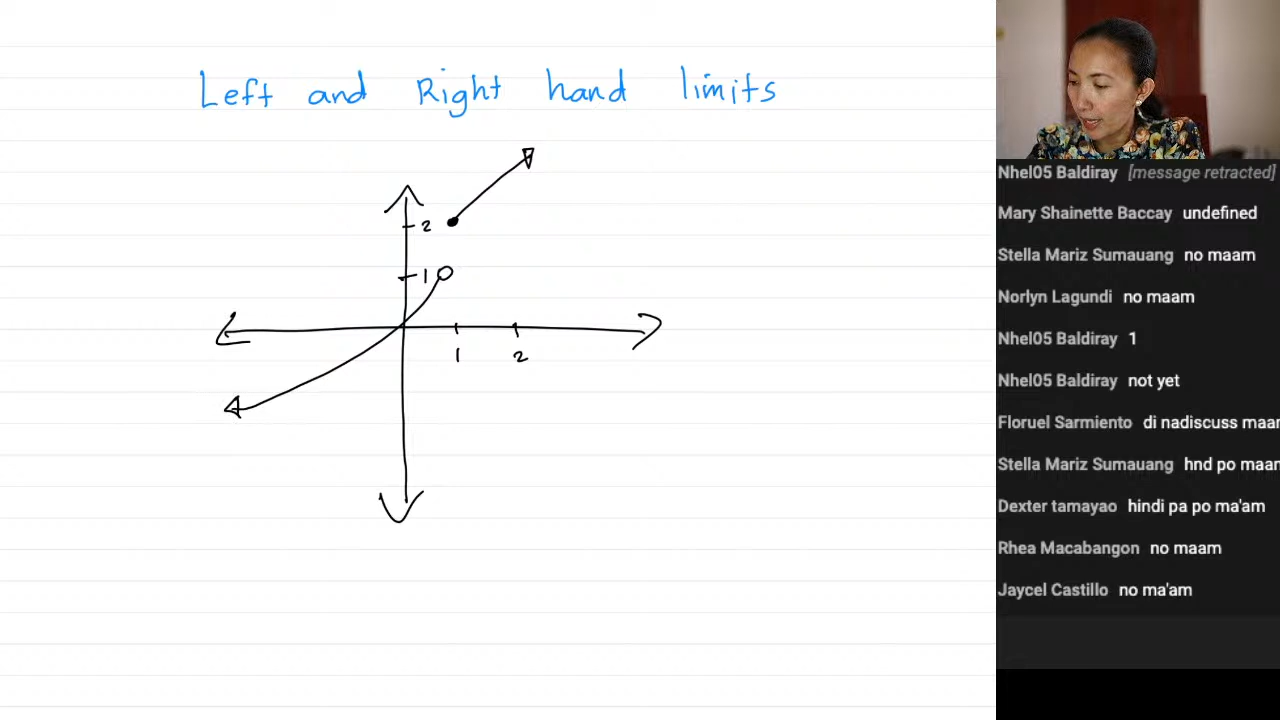 Left and Right hand limits
2
1
1 2
Nhel05 Baldiray [message retracted]
Mary Shainette Baccay undefined
Stella Mariz Sumauang no maam
Norlyn Lagundi no maam
Nhel05 Baldiray 1
Nhel05 Baldiray not yet
Floruel Sarmiento di nadiscuss maar
Stella Mariz Sumauang hnd po maar
Dexter tamayao hindi pa po ma'am
Rhea Macabangon no maam
Jaycel Castillo no ma'am